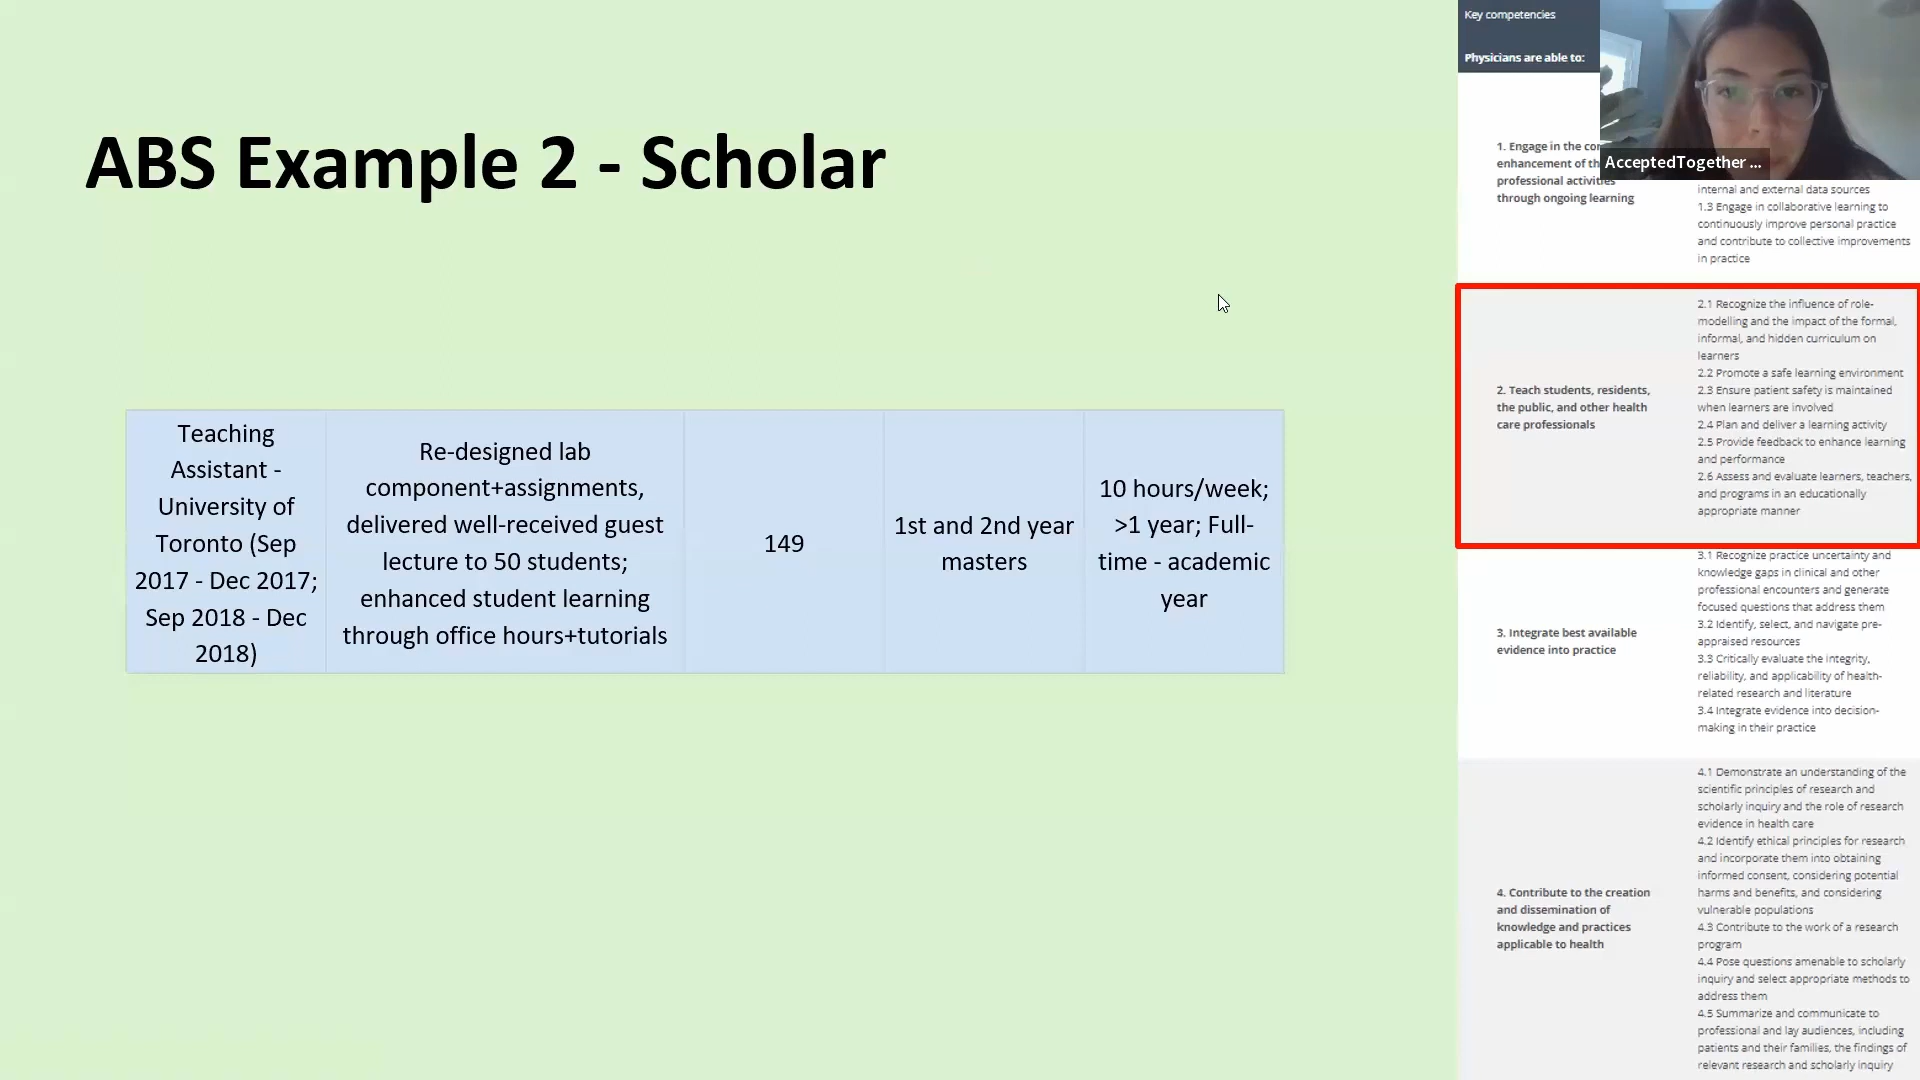 ABS Example 2 - Scholar
Teaching
Assistant -
University of
Toronto (Sep
2017 - Dec 2017;
Sep 2018 - Dec
2018)
Re-designed lab
component+assignments,
delivered well-received guest
lecture to 50 students;
enhanced student learning
through office hours+tutorials
149
1st and 2nd year
masters
10 hours/week;
>1 year; Full-
time - academic
year
Key competencies
Physicians are able to:
AcceptedTogether ...
1. Engage in the
enhancement of
professional activities
through ongoing learning
internal and external data sources
1.3 Engage in collaborative learning to
continuously improve personal practice
and contribute to collective improvements
in practice
2. Teach students, residents,
the public, and other health
care professionals
2.1 Recognize the influence of role-
modelling and the impact of the formal,
informal, and hidden curriculum on
learners
2.2 Promote a safe learning environment
2.3 Ensure patient safety is maintained
when learners are involved
2.4 Plan and deliver a learning activity
2.5 Provide feedback to enhance learning
and performance
2.6 Assess and evaluate learners, teachers,
and programs in an educationally
appropriate manner
3. Integrate best available
evidence into practice
3.1 Recognize practice uncertainty and
knowledge gaps in clinical and other
professional encounters and generate
focused questions that address them
3.2 Identify, select, and navigate pre-
appraised resources
3.3 Critically evaluate the integrity,
reliability, and applicability of health-
related research and literature
3.4 Integrate evidence into decision-
making in their practice
4. Contribute to the creation
and dissemination of
knowledge and practices
applicable to health
4.1 Demonstrate an understanding of the
scientific principles of research and
scholarly inquiry and the role of research
evidence in health care
4.2 Identify ethical principles for research
and incorporate them into obtaining
informed consent, considering potential
harms and benefits, and considering
vulnerable populations
4.3 Contribute to the work of a research
program
4.4 Pose questions amenable to scholarly
inquiry and select appropriate methods to
address them
4.5 Summarize and communicate to
professional and lay audiences, including
patients and their families, the findings of
relevant research and scholarly inquiry